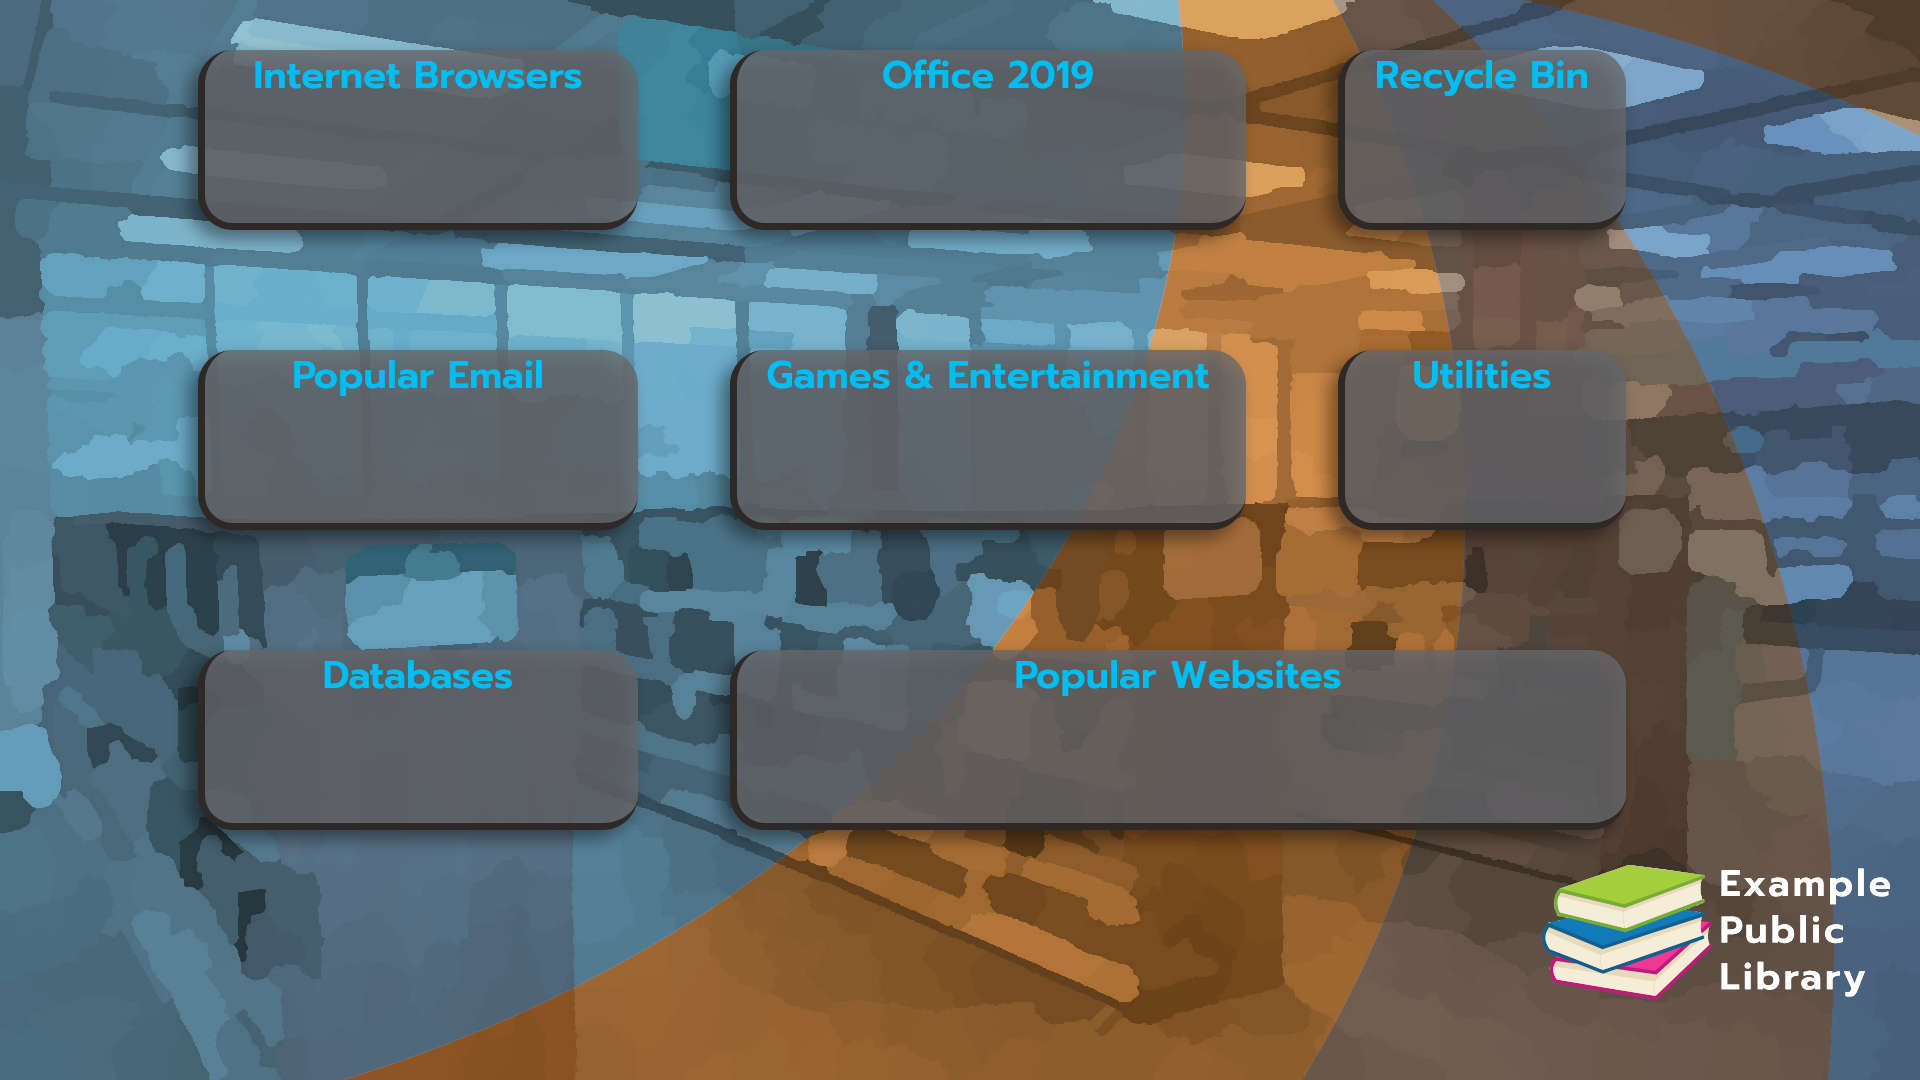 Internet Browsers
Office 2019
Recycle Bin
Popular Email
Games & Entertainment
Utilities
Databases
Popular Websites
Example
Public
Library